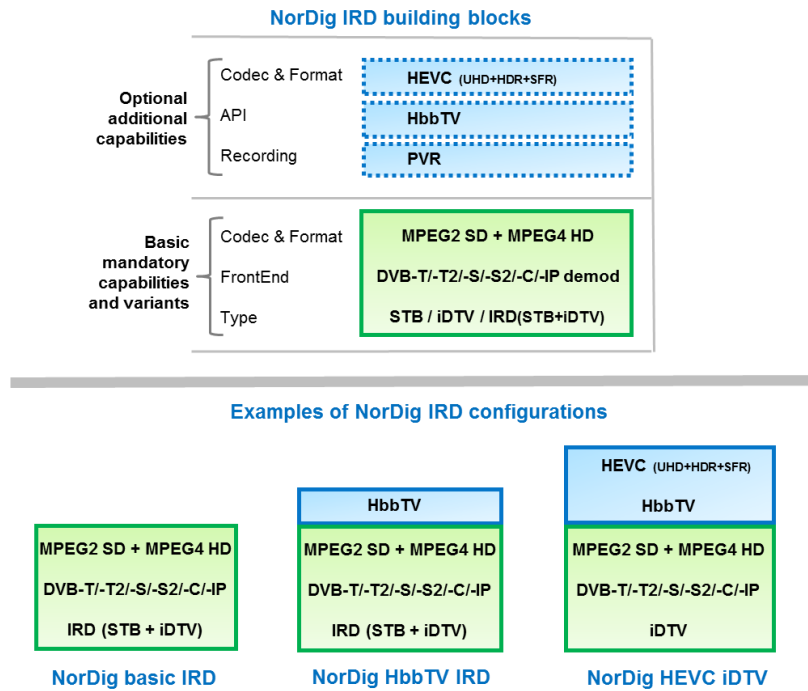 NorDig IRD building blocks
Optional
additional
capabilities
Codec & Format
HEVC (UHD+HDR+SFR)
API
HbbTV
Recording
PVR
Basic
mandatory
capabilities
and variants
Codec & Format
MPEG2 SD + MPEG4 HD
FrontEnd
DVB-T/-T2/-S/-S2/-C/-IP demod
Type
STB / iDTV / IRD(STB+iDTV)
Examples of NorDig IRD configurations
MPEG2 SD + MPEG4 HD
DVB-T/-T2/-S/-S2/-C/-IP
IRD (STB + iDTV)
NorDig basic IRD
HbbTV
MPEG2 SD + MPEG4 HD
DVB-T/-T2/-S/-S2/-C/-IP
IRD (STB + iDTV)
NorDig HbbTV IRD
HEVC (UHD+HDR+SFR)
HbbTV
MPEG2 SD + MPEG4 HD
DVB-T/-T2/-S/-S2/-C/-IP
iDTV
NorDig HEVC iDTV